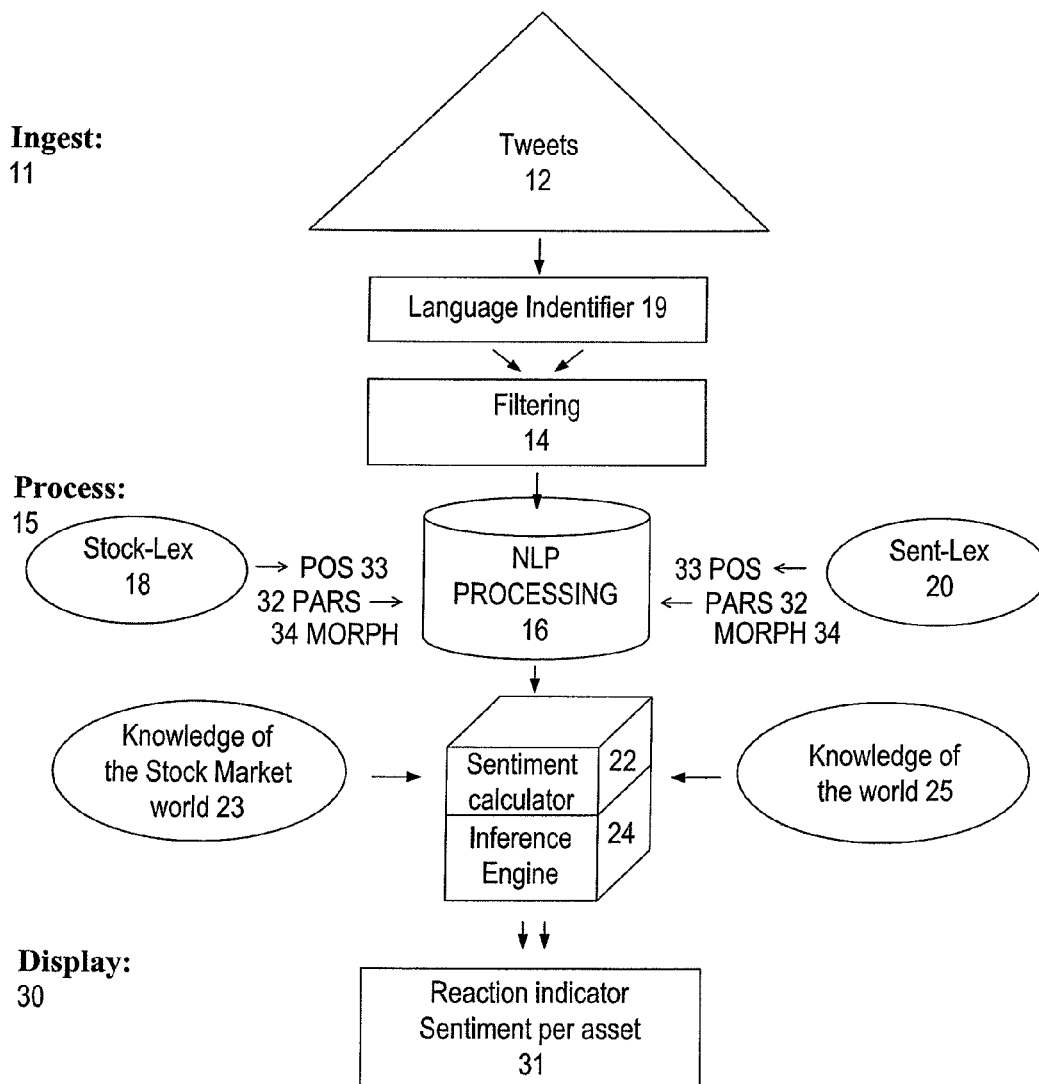 Ingest:
11
Tweets
12
Language Indentifier 19
Filtering
14
Process:
15
Stock-Lex
18
POS 33
32 PARS
34 MORPH
NLP
PROCESSING
16
33 POS
PARS 32
MORPH 34
Sent-Lex
20
Knowledge of
the Stock Market
world 23
Sentiment
calculator
22
Inference
Engine
24
Knowledge of
the world 25
Display:
30
Reaction indicator
Sentiment per asset
31